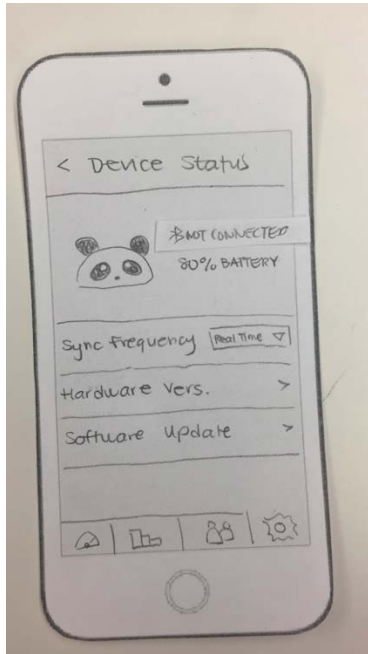 < Device Status
NOT CONNECTED
80% BATTERY
Sync Frequency Real Time
Hardware Vers. >
Software Update >